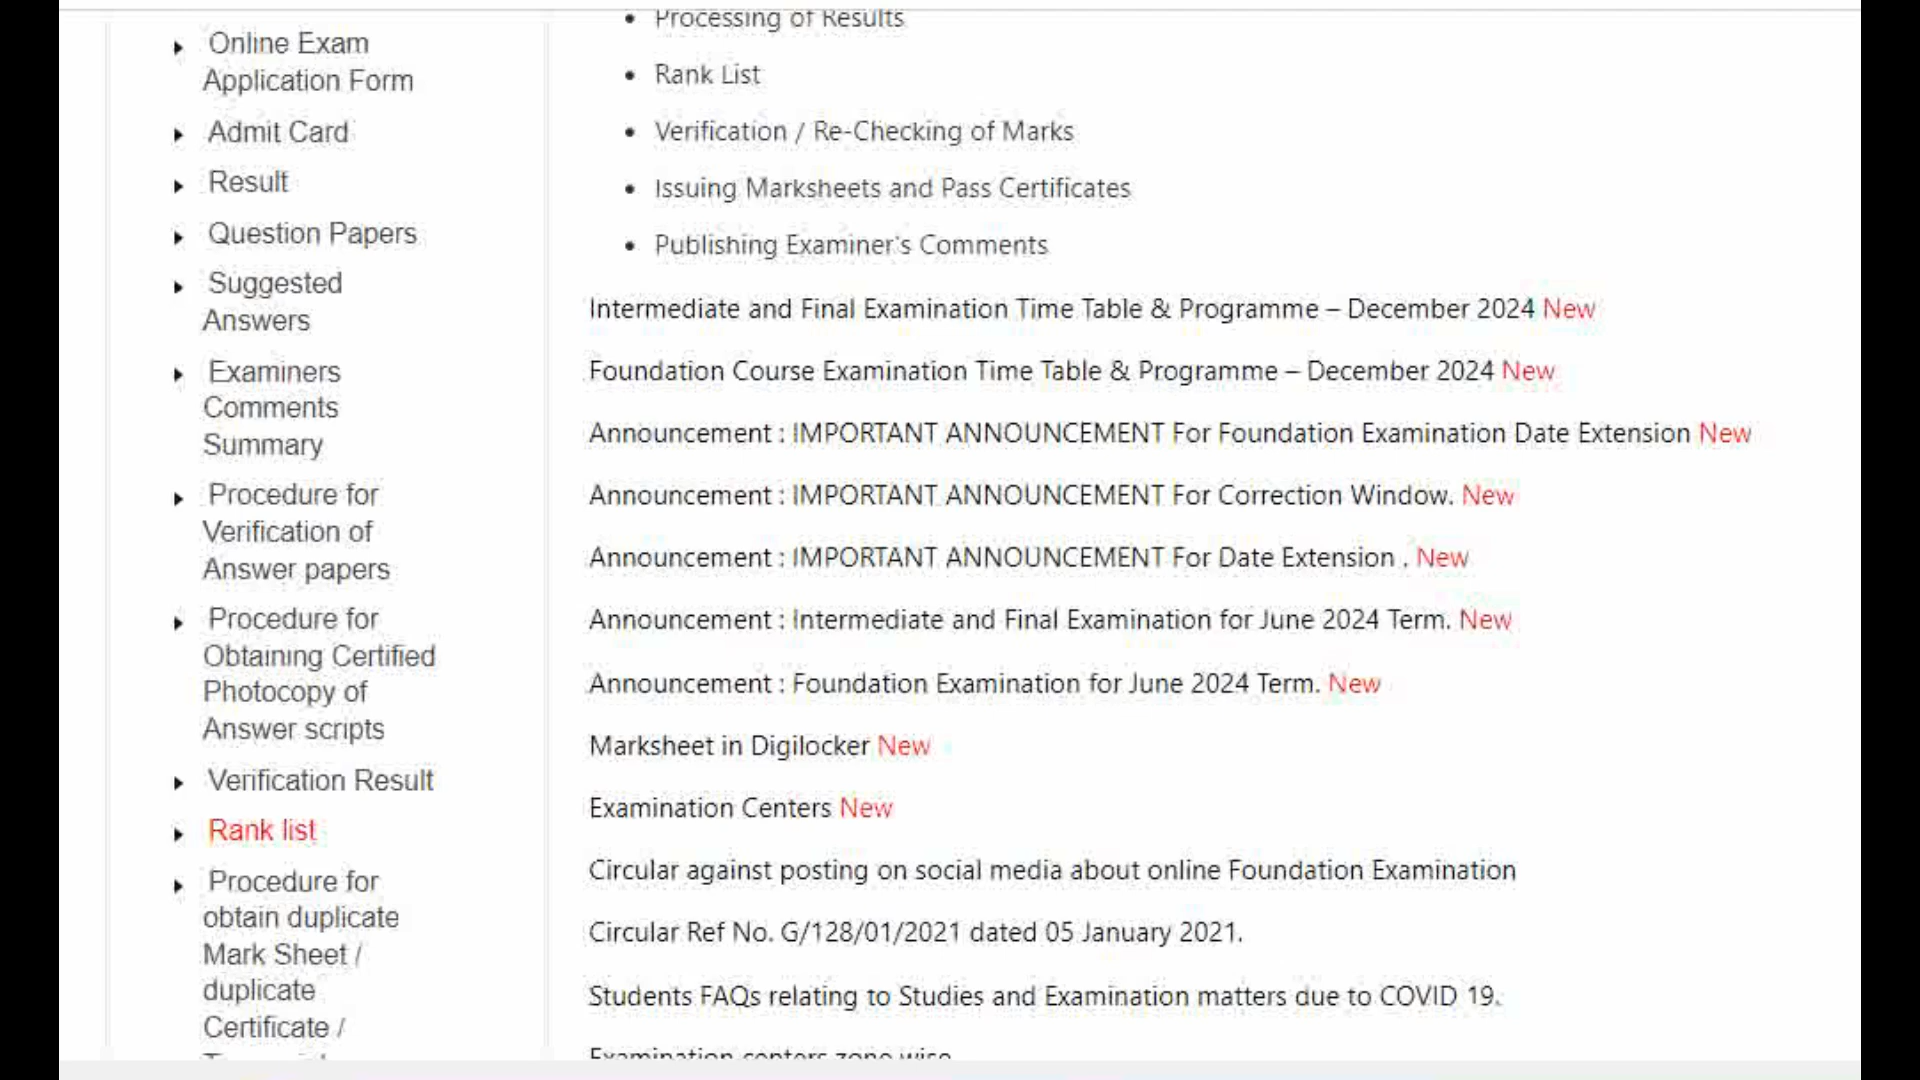 Online Exam
Application Form
Admit Card
Result
Question Papers
Suggested
Answers
Examiners
Comments
Summary
Procedure for
Verification of
Answer papers
Procedure for
Obtaining Certified
Photocopy of
Answer scripts
Verification Result
Rank list
Procedure for
obtain duplicate
Mark Sheet /
duplicate
Certificate /
Processing of Results
Rank List
Verification / Re-Checking of Marks
Issuing Marksheets and Pass Certificates
Publishing Examiner's Comments
Intermediate and Final Examination Time Table & Programme – December 2024 New
Foundation Course Examination Time Table & Programme – December 2024 New
Announcement : IMPORTANT ANNOUNCEMENT For Foundation Examination Date Extension New
Announcement : IMPORTANT ANNOUNCEMENT For Correction Window. New
Announcement : IMPORTANT ANNOUNCEMENT For Date Extension . New
Announcement : Intermediate and Final Examination for June 2024 Term. New
Announcement : Foundation Examination for June 2024 Term. New
Marksheet in Digilocker New
Examination Centers New
Circular against posting on social media about online Foundation Examination
Circular Ref No. G/128/01/2021 dated 05 January 2021.
Students FAQs relating to Studies and Examination matters due to COVID 19.
Examination centers zone wise